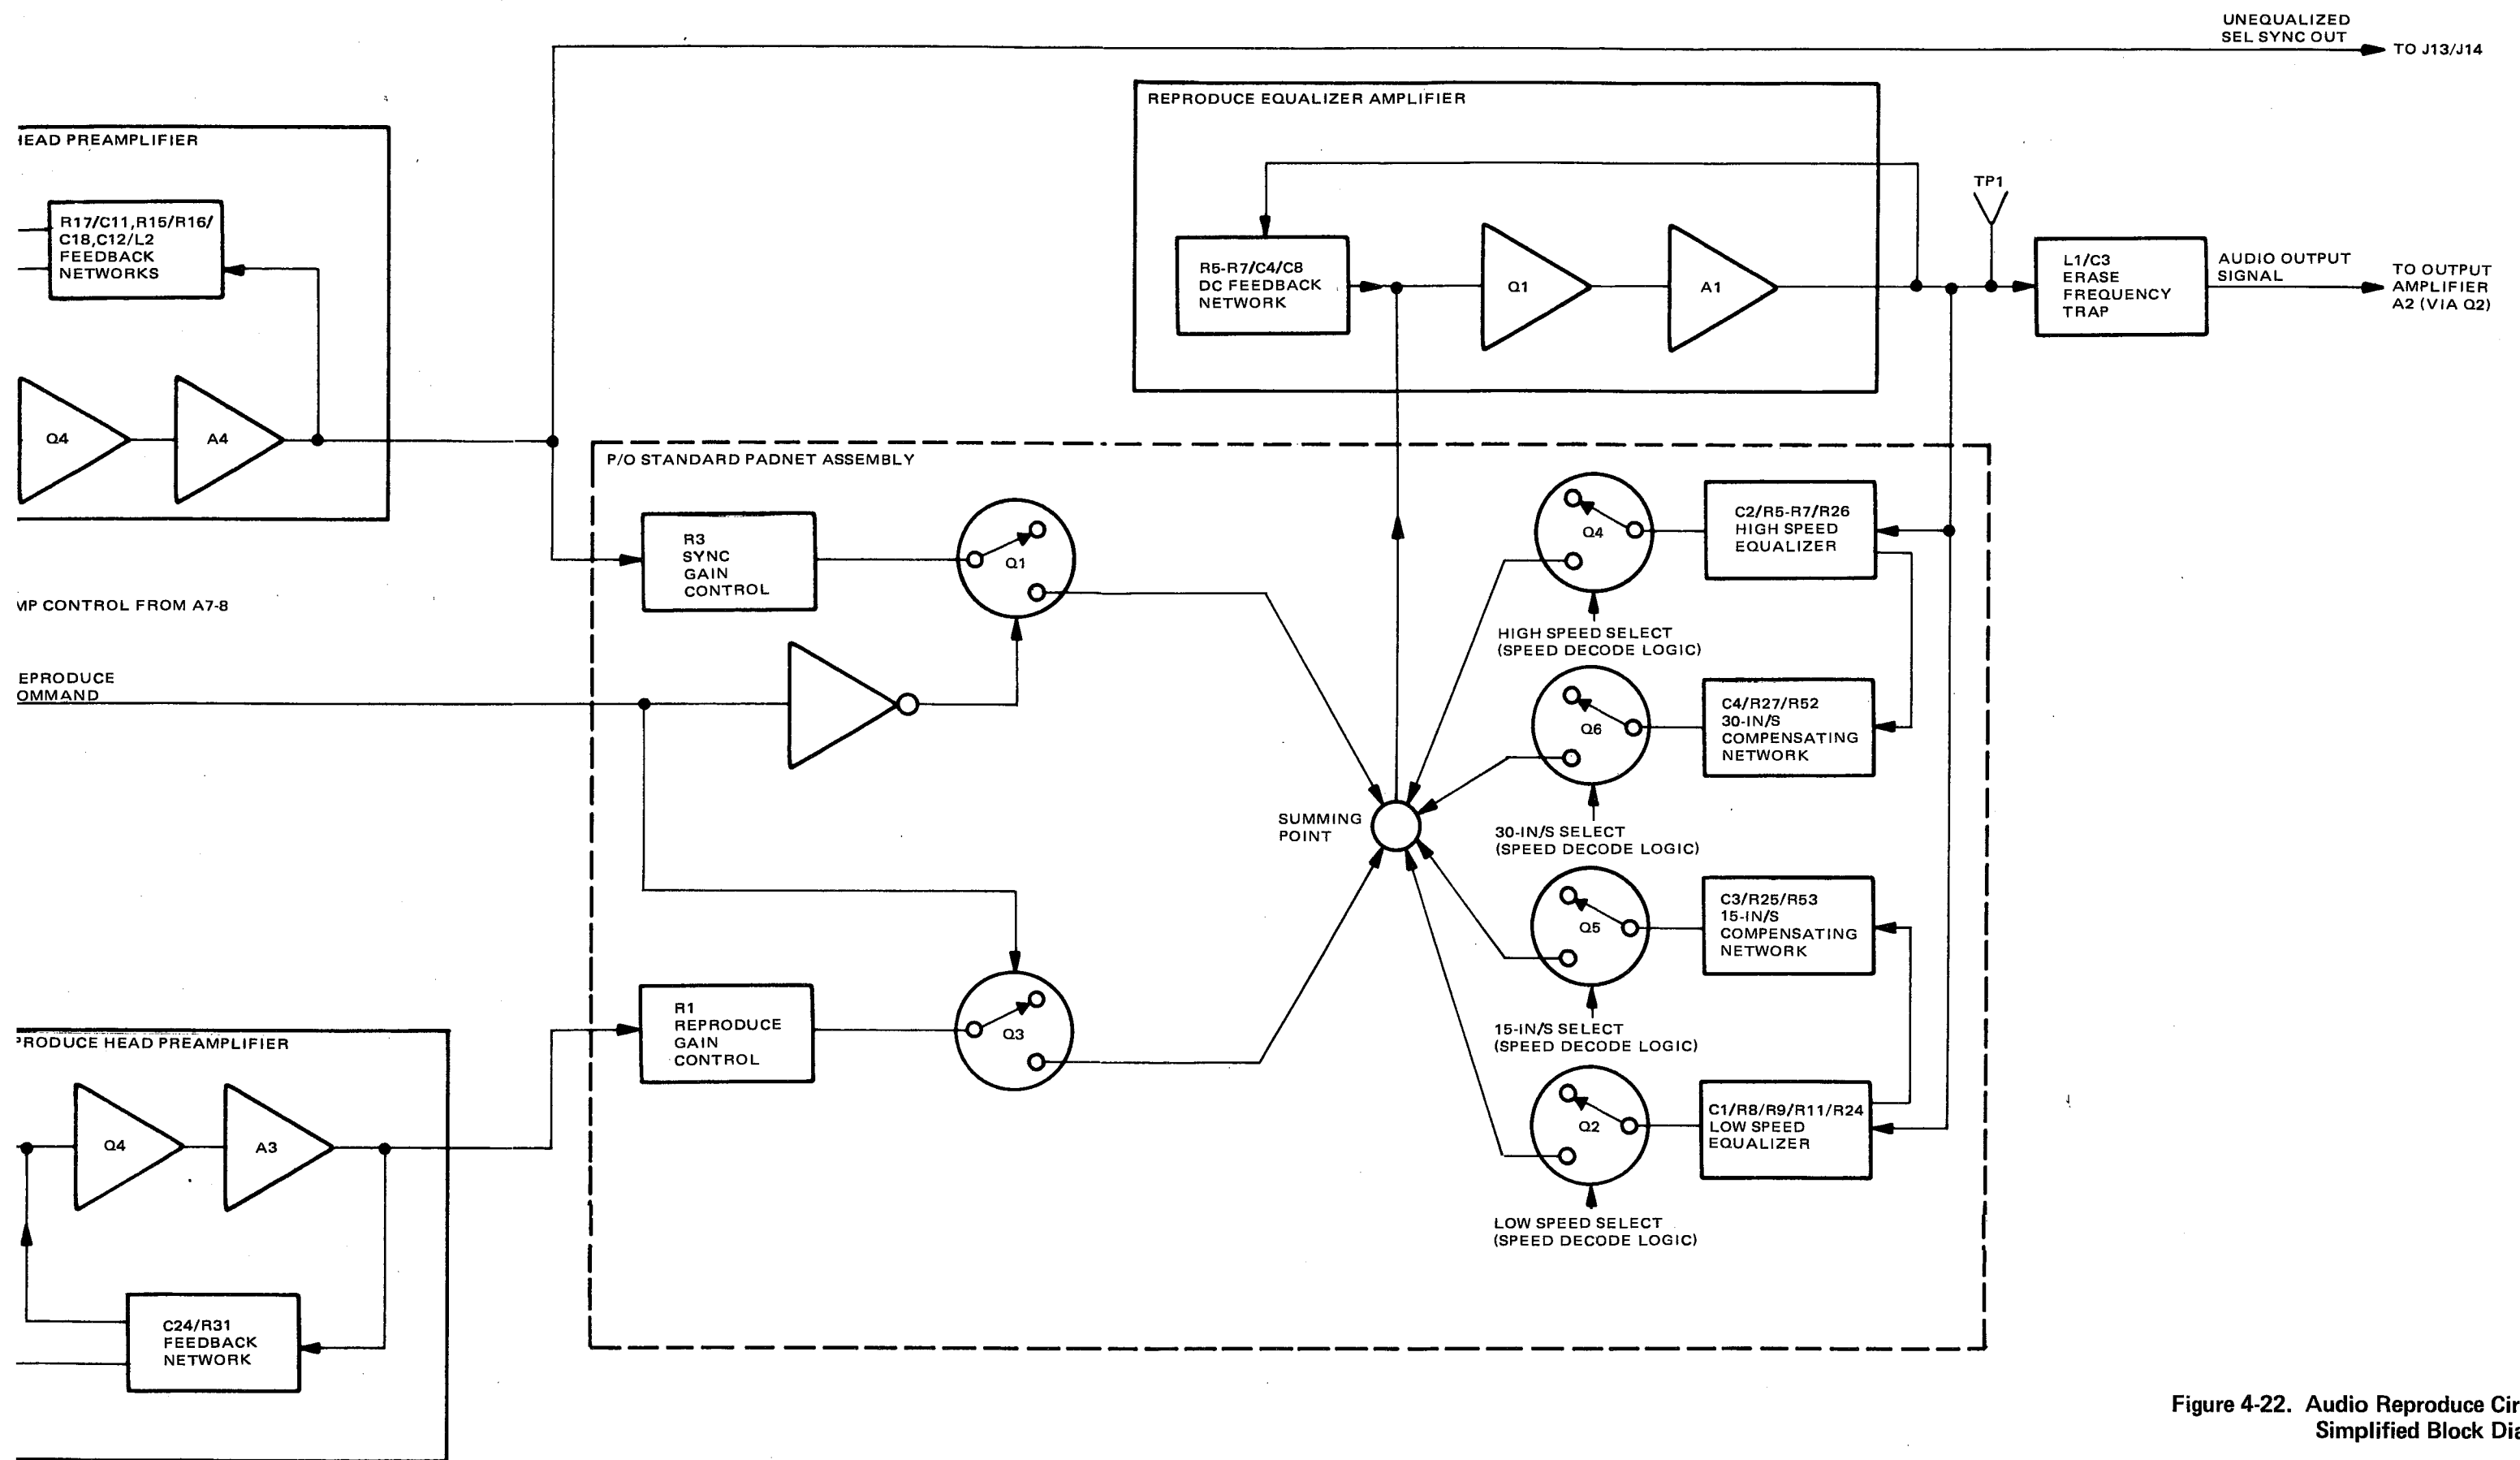 UNEQUALIZED
SEL SYNC OUT
TO J13/J14
REPRODUCE EQUALIZER AMPLIFIER
HEAD PREAMPLIFIER
TP1
R17/C11,R15/R16/
C18,C12/L2
FEEDBACK
NETWORKS
R5-R7/C4/C8
DC FEEDBACK
NETWORK
Q1
A1
L1/C3
ERASE
FREQUENCY
TRAP
AUDIO OUTPUT
SIGNAL
TO OUTPUT
AMPLIFIER
A2 (VIA Q2)
Q4
A4
P/O STANDARD PADNET ASSEMBLY
R3
SYNC
GAIN
CONTROL
Q1
Q4
C2/R5-R7/R26
HIGH SPEED
EQUALIZER
MP CONTROL FROM A7-8
HIGH SPEED SELECT
(SPEED DECODE LOGIC)
EPRODUCE
OMMAND
Q6
C4/R27/R52
30-IN/S
COMPENSATING
NETWORK
SUMMING
POINT
30-IN/S SELECT
(SPEED DECODE LOGIC)
Q5
C3/R25/R53
15-IN/S
COMPENSATING
NETWORK
R1
REPRODUCE
GAIN
CONTROL
Q3
15-IN/S SELECT
(SPEED DECODE LOGIC)
PRODUCE HEAD PREAMPLIFIER
Q4
A3
Q2
C1/R8/R9/R11/R24
LOW SPEED
EQUALIZER
LOW SPEED SELECT
(SPEED DECODE LOGIC)
C24/R31
FEEDBACK
NETWORK
Figure 4-22. Audio Reproduce Cir
Simplified Block Dia